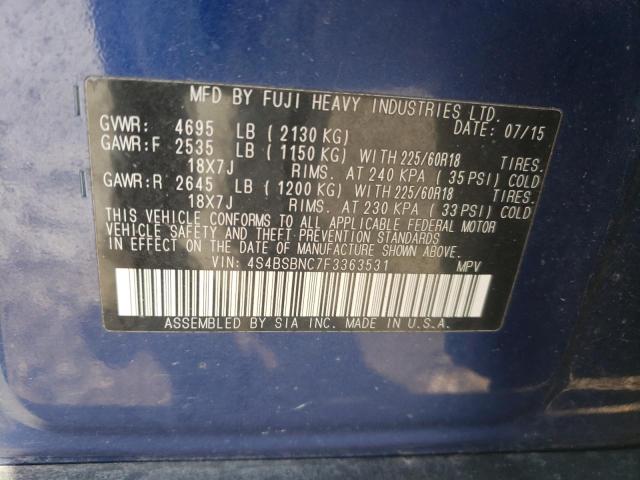 MFD BY FUJI HEAVY INDUSTRIES LTD.
GVWR: 4695 LB (2130 KG) DATE: 07/15
GAWR:F 2535 LB (1150 KG) WITH 225/60R18 TIRES.
18X7J RIMS. AT 240 KPA (35 PSI) COLD
GAWR:R 2645 LB (1200 KG) WITH 225/60R18 TIRES.
18X7J RIMS. AT 230 KPA (33 PSI) COLD
THIS VEHICLE CONFORMS TO ALL APPLICABLE FEDERAL MOTOR
VEHICLE SAFETY AND THEFT PREVENTION STANDARDS
IN EFFECT ON THE DATE OF MANUFACTURE SHOWN ABOVE.
VIN: 4S4BSBNC7F3363531 MPV
ASSEMBLED BY SIA INC. MADE IN U.S.A.